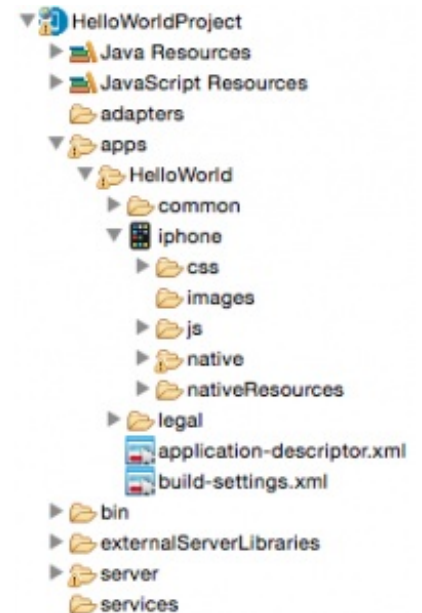 HelloWorldProject
Java Resources
JavaScript Resources
adapters
apps
HelloWorld
common
iphone
css
images
js
native
nativeResources
legal
application-descriptor.xml
build-settings.xml
bin
externalServerLibraries
server
services